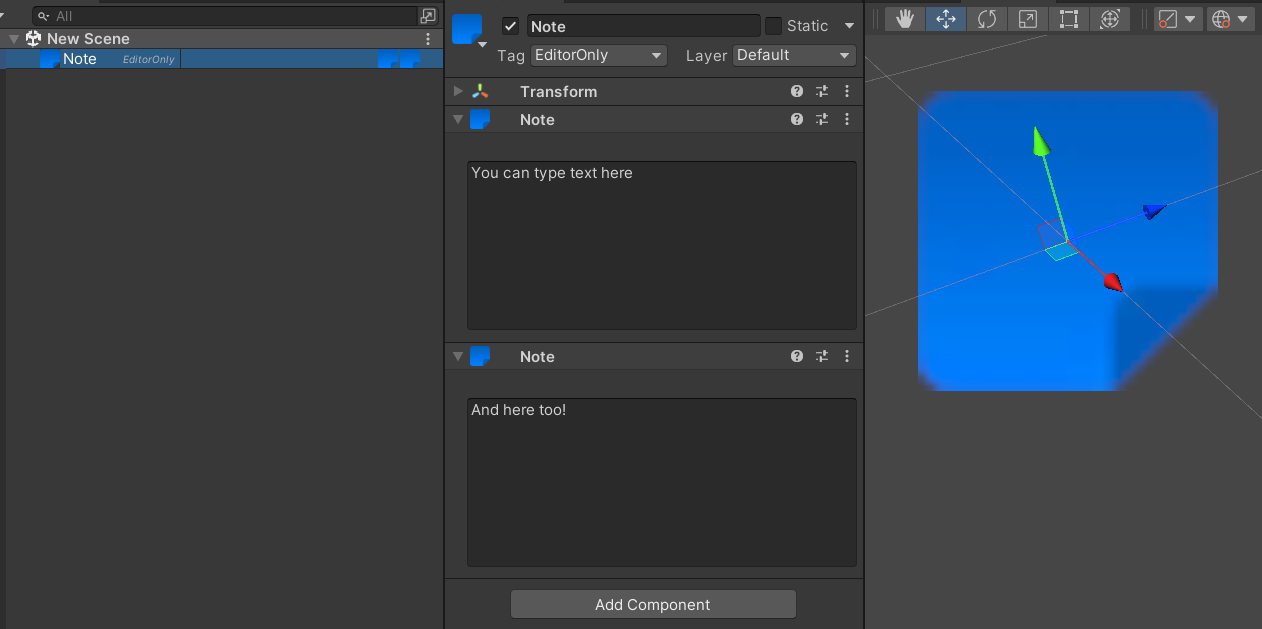 All
New Scene
Note EditorOnly
Note
Static
Tag EditorOnly
Layer Default
Transform
Note
You can type text here
Note
And here too!
Add Component